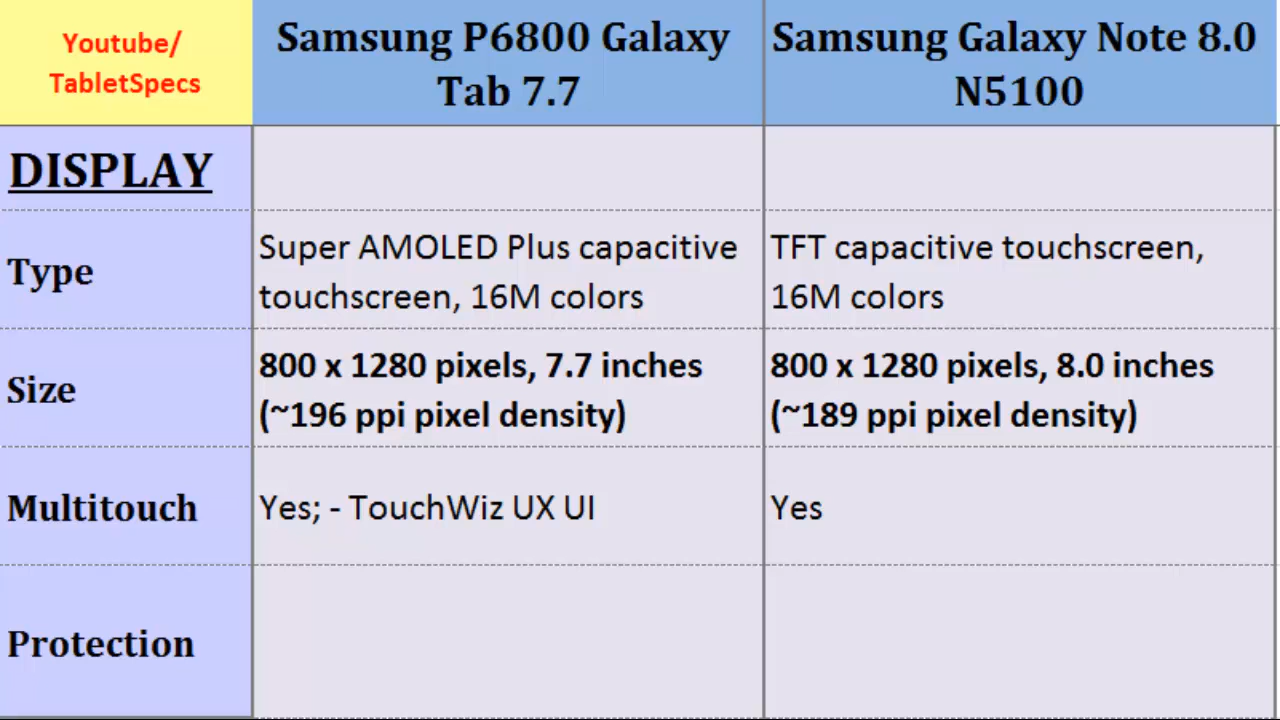 Youtube/
TabletSpecs
Samsung P6800 Galaxy
Tab 7.7
Samsung Galaxy Note 8.0
N5100
DISPLAY
Type
Super AMOLED Plus capacitive
touchscreen, 16M colors
TFT capacitive touchscreen,
16M colors
Size
800 x 1280 pixels, 7.7 inches
(~196 ppi pixel density)
800 x 1280 pixels, 8.0 inches
(~189 ppi pixel density)
Multitouch
Yes; - TouchWiz UX UI
Yes
Protection